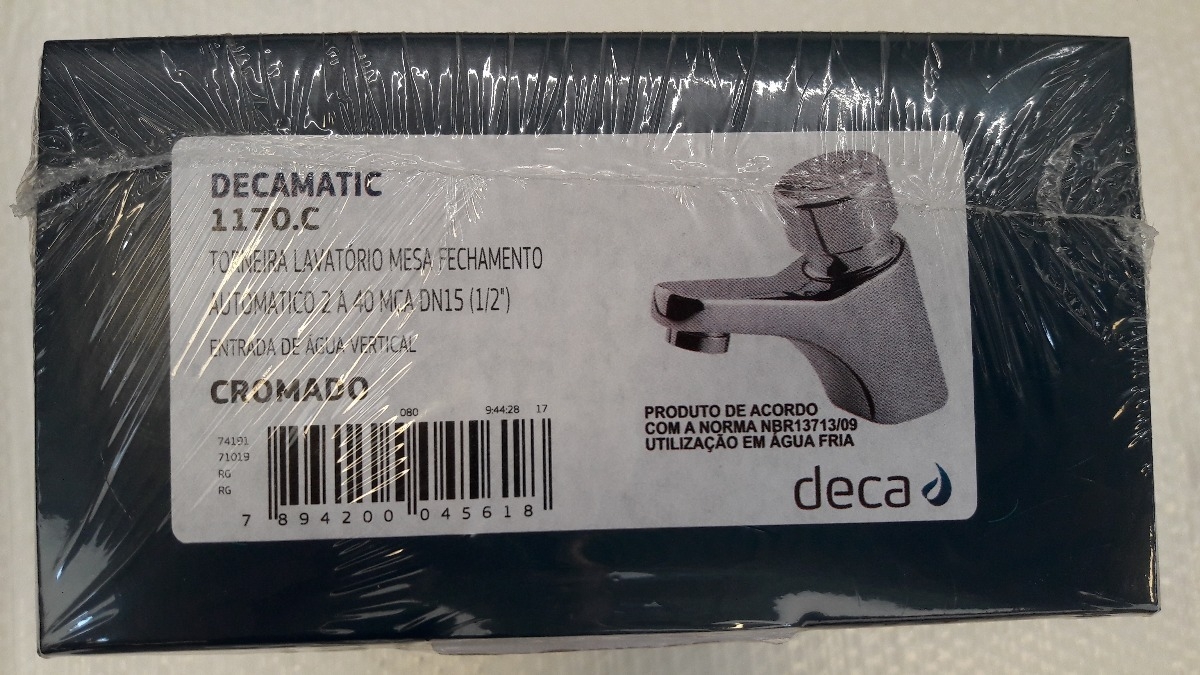 DECAMATIC
1170.C
TORNEIRA LAVATÓRIO MESA FECHAMENTO
AUTOMATICO 2 A 40 MCA DN15 (1/2")
ENTRADA DE ÁGUA VERTICAL
CROMADO
080 9:44:28 17
74191
71019
RG
RG
7 894200 045618
PRODUTO DE ACORDO
COM A NORMA NBR13713/09
UTILIZAÇÃO EM ÁGUA FRIA
deca